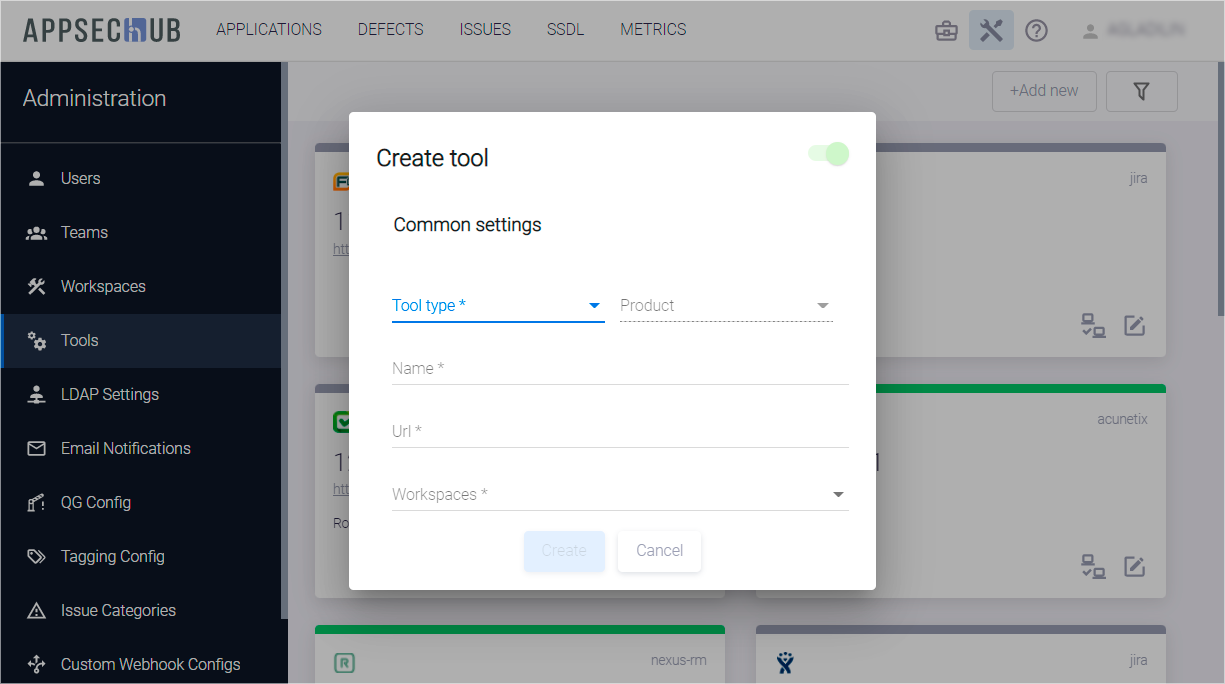 APPSECHUB APPLICATIONS DEFECTS ISSUES SSDL METRICS
Administration
+Add new
Users
Teams
Workspaces
Tools
LDAP Settings
Email Notifications
QG Config
Tagging Config
Issue Categories
Custom Webhook Configs
Create tool
Common settings
Tool type * Product
Name *
Url *
Workspaces *
Create Cancel
jira
acunetix
nexus-rm
R
jira